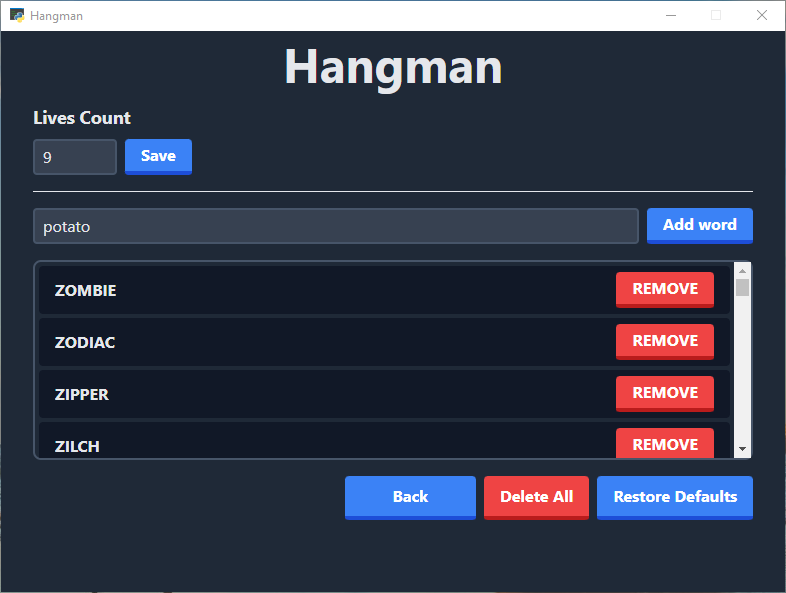 Hangman
Hangman
Lives Count
9 Save
potato Add word
ZOMBIE REMOVE
ZODIAC REMOVE
ZIPPER REMOVE
ZILCH REMOVE
Back Delete All Restore Defaults